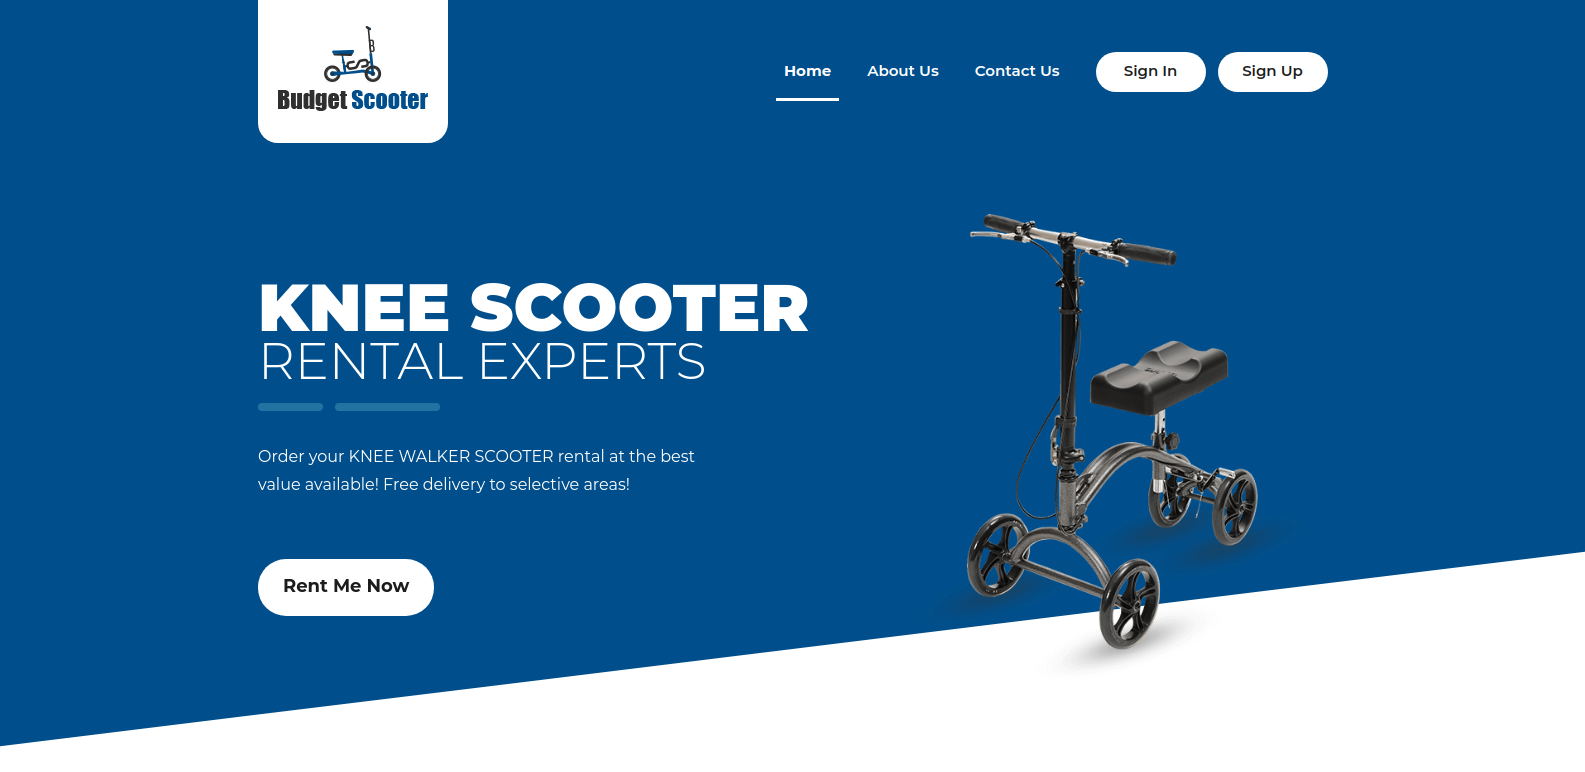 Budget Scooter
Home About Us Contact Us Sign In Sign Up
KNEE SCOOTER
RENTAL EXPERTS
Order your KNEE WALKER SCOOTER rental at the best
value available! Free delivery to selective areas!
Rent Me Now